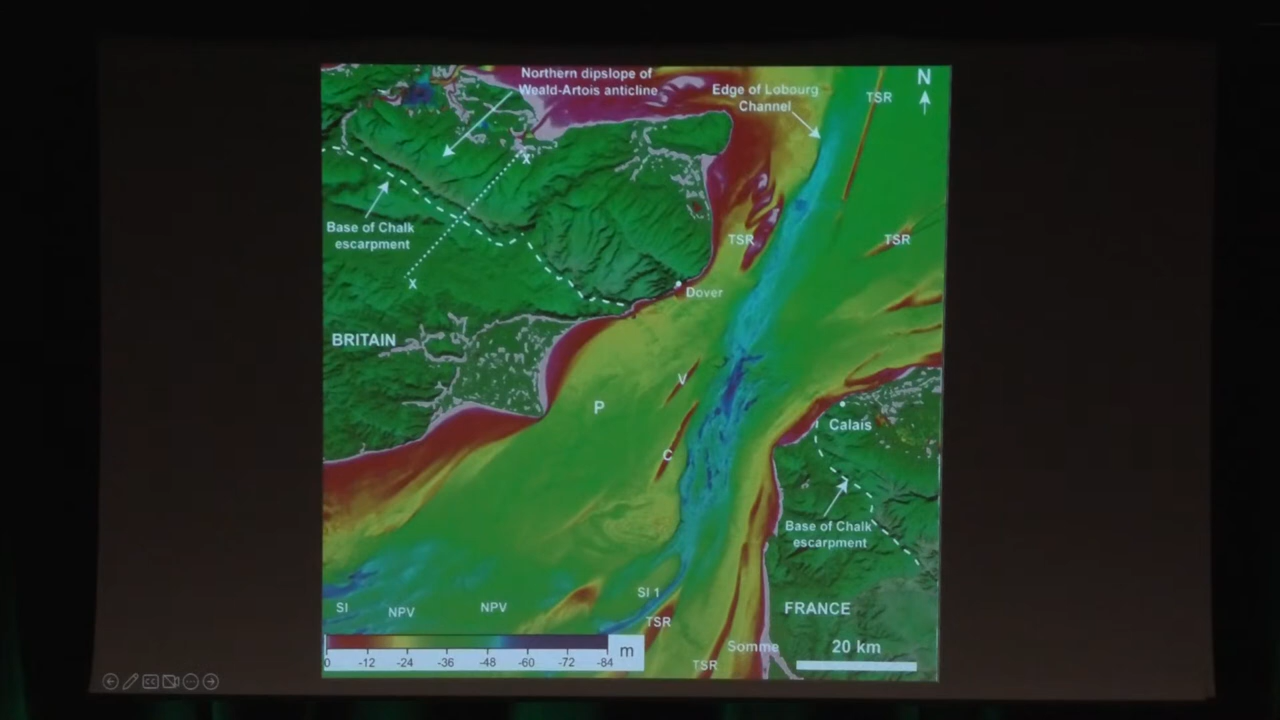 Northern dipslope of
Weald-Artois anticline
Edge of Lobourg
Channel
N
TSR
x
Base of Chalk
escarpment
TSR
TSR
x
Dover
BRITAIN
V
P
Calais
C
Base of Chalk
escarpment
SI 1
SI
NPV
NPV
FRANCE
TSR
Somme
20 km
TSR
0 -12 -24 -36 -48 -60 -72 -84 m
CC